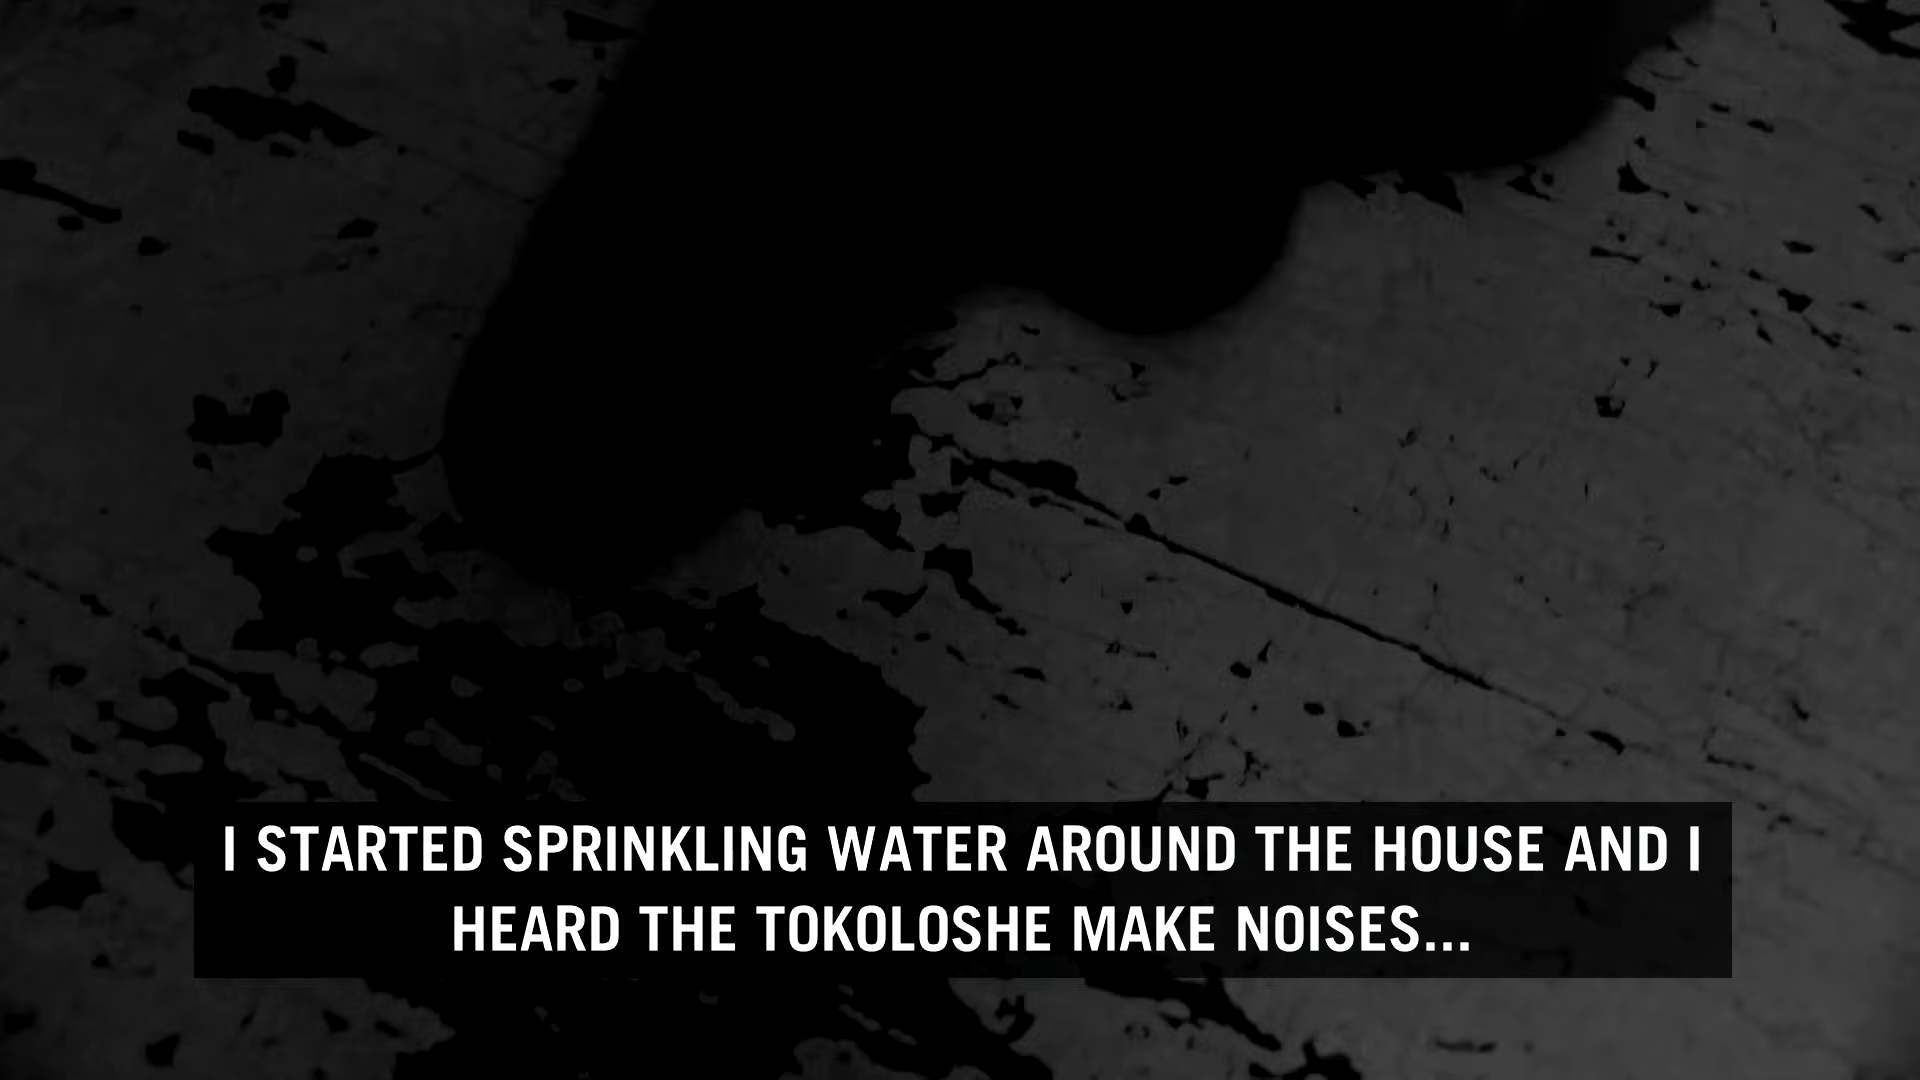 I STARTED SPRINKLING WATER AROUND THE HOUSE AND I
HEARD THE TOKOLOSHE MAKE NOISES...